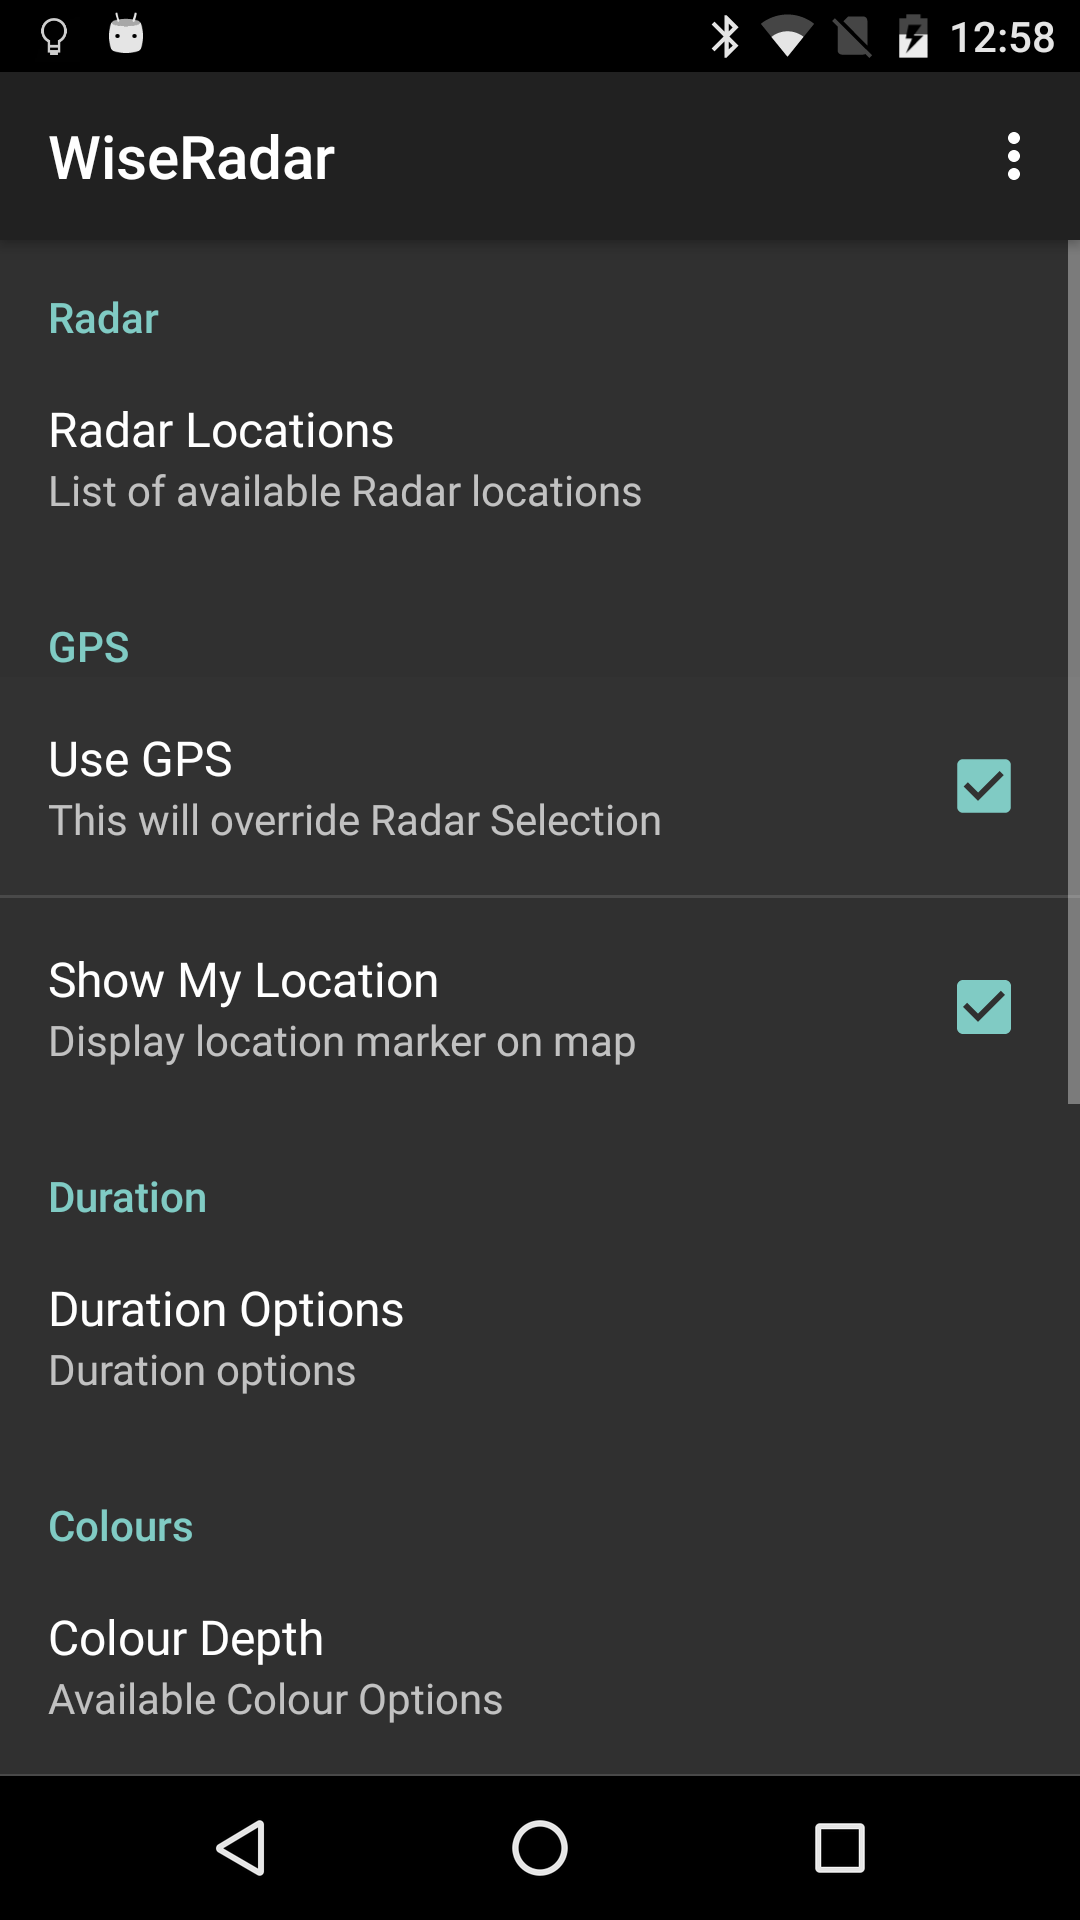 12:58
WiseRadar
Radar
Radar Locations
List of available Radar locations
GPS
Use GPS
This will override Radar Selection
Show My Location
Display location marker on map
Duration
Duration Options
Duration options
Colours
Colour Depth
Available Colour Options